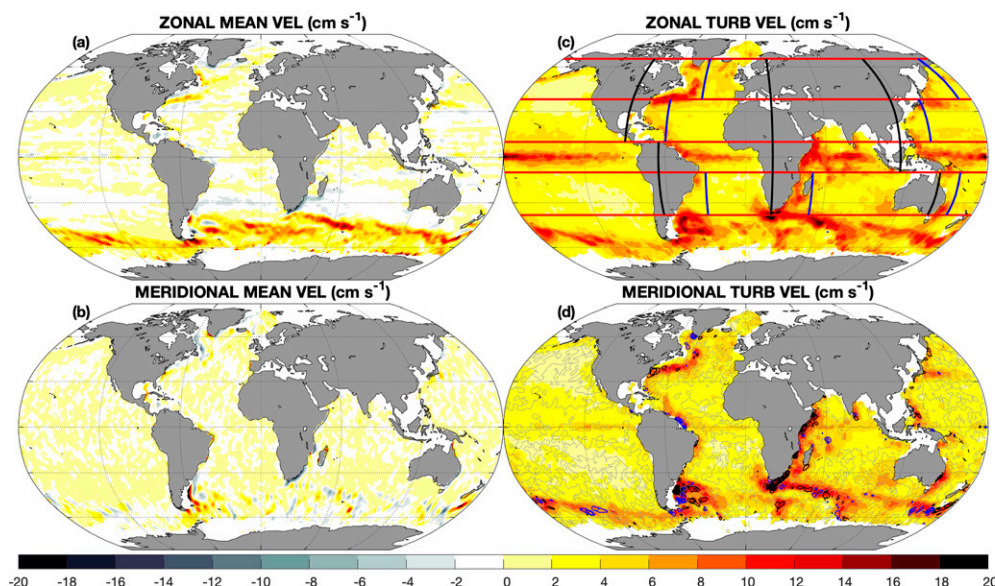 ZONAL MEAN VEL (cm s⁻¹)
ZONAL TURB VEL (cm s⁻¹)
(a)
(c)
MERIDIONAL MEAN VEL (cm s⁻¹)
MERIDIONAL TURB VEL (cm s⁻¹)
(b)
(d)
-20 -18 -16 -14 -12 -10 -8 -6 -4 -2 0 2 4 6 8 10 12 14 16 18 20